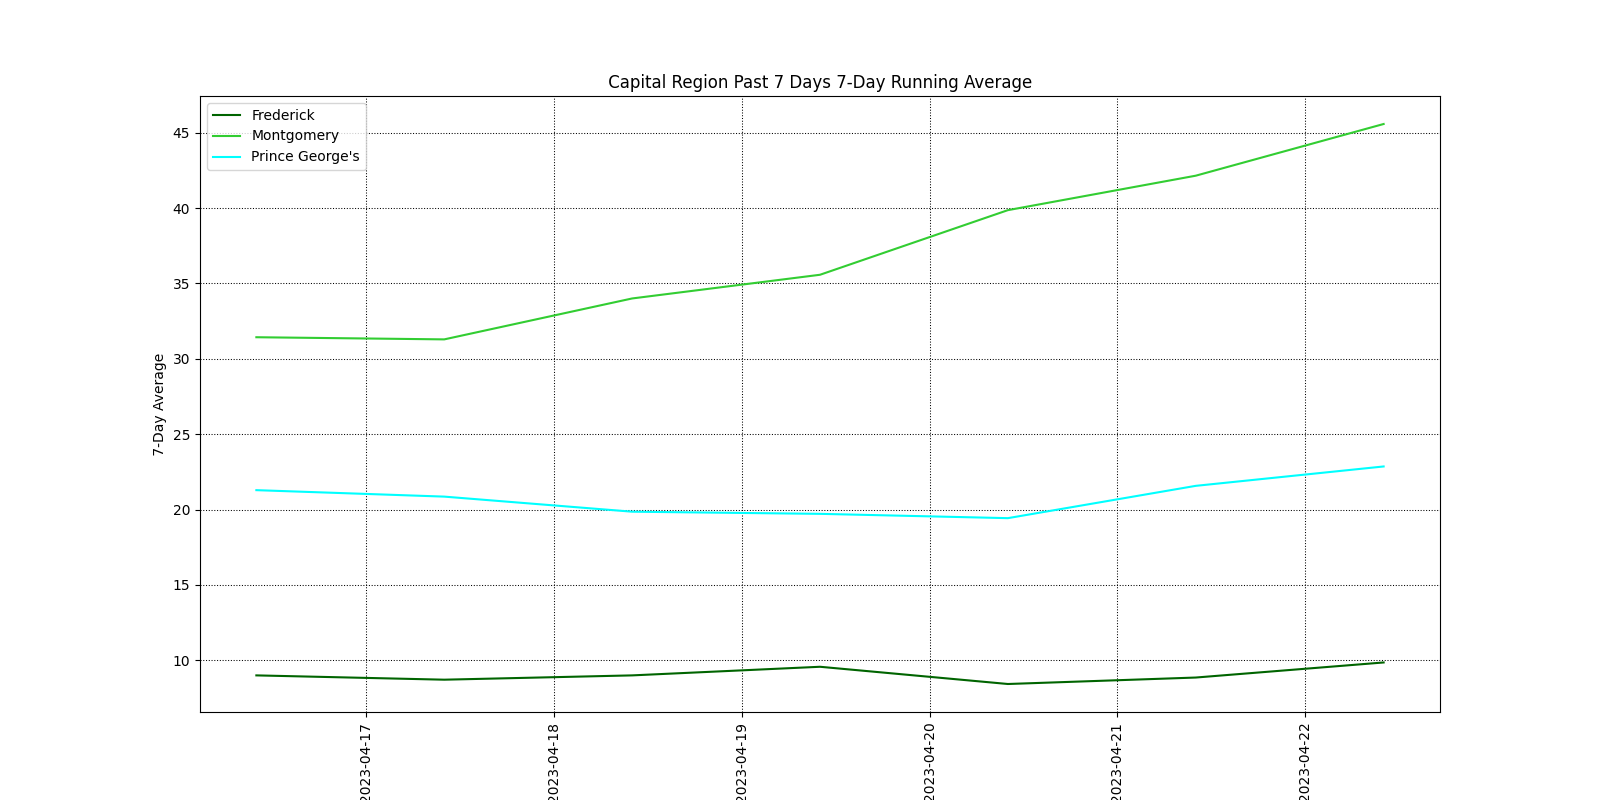 Capital Region Past 7 Days 7-Day Running Average
Frederick
Montgomery
Prince George's
45
40
35
30
25
20
15
10
7-Day Average
2023-04-17
2023-04-18
2023-04-19
2023-04-20
2023-04-21
2023-04-22